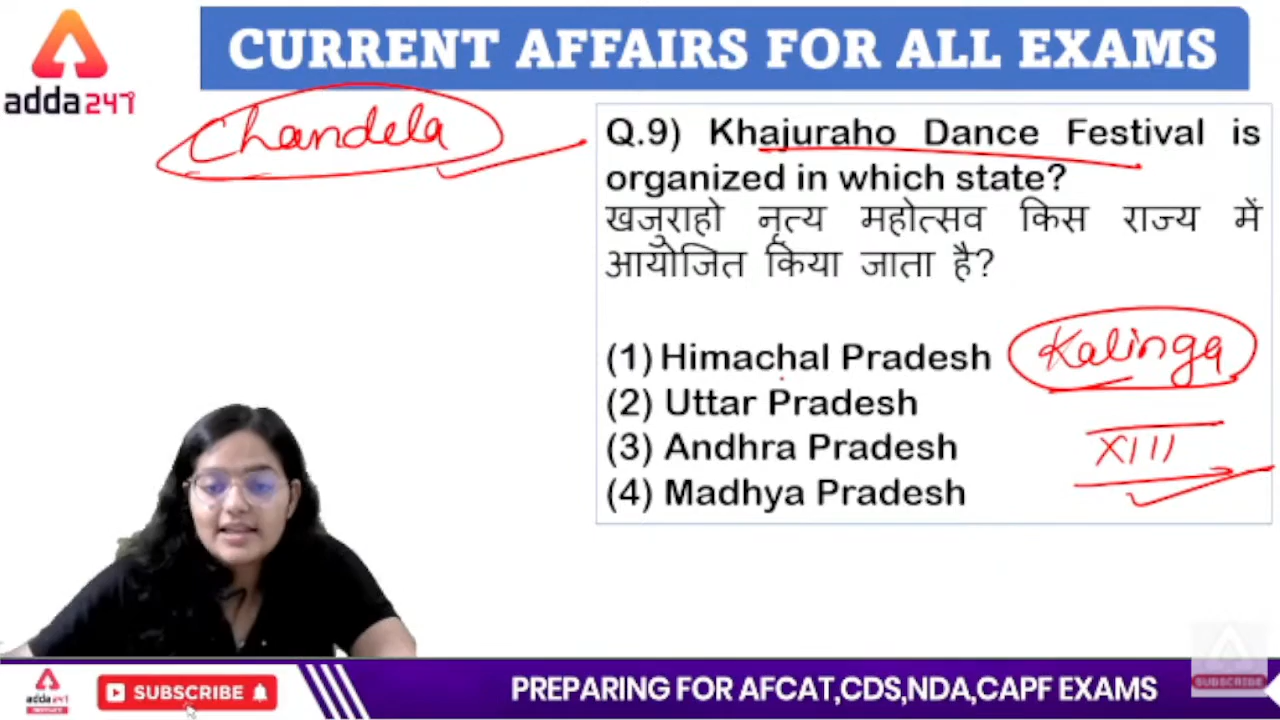 CURRENT AFFAIRS FOR ALL EXAMS
adda247
Chandela
Q.9) Khajuraho Dance Festival is
organized in which state?
खजुराहो नृत्य महोत्सव किस राज्य में
आयोजित किया जाता है?
(1) Himachal Pradesh
Kalinga
(2) Uttar Pradesh
(3) Andhra Pradesh
XIII
(4) Madhya Pradesh
SUBSCRIBE
adda247
SUBSCRIBE
PREPARING FOR AFCAT,CDS,NDA,CAPF EXAMS